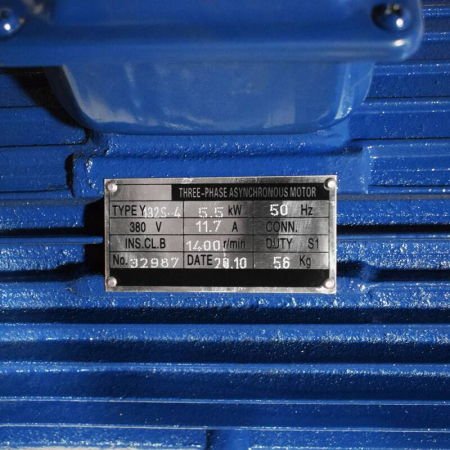 THREE-PHASE ASYNCHRONOUS MOTOR
TYPE Y132S-4 5.5 kW 50 Hz
380 V 11.7 A CONN.
INS.CL.B 1400 r/min DUTY S1
No. 32987 DATE 10 56 Kg